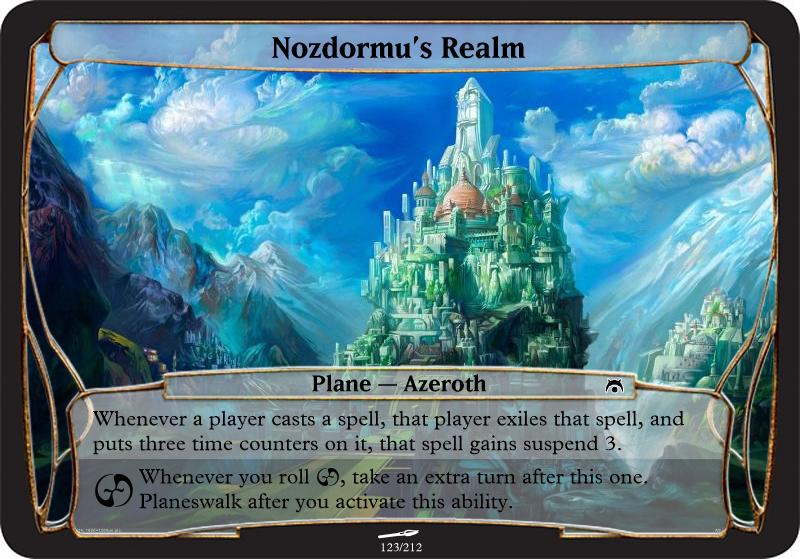 Nozdormu's Realm
Plane — Azeroth
Whenever a player casts a spell, that player exiles that spell, and
puts three time counters on it, that spell gains suspend 3.
Whenever you roll , take an extra turn after this one.
Planeswalk after you activate this ability.
123/212